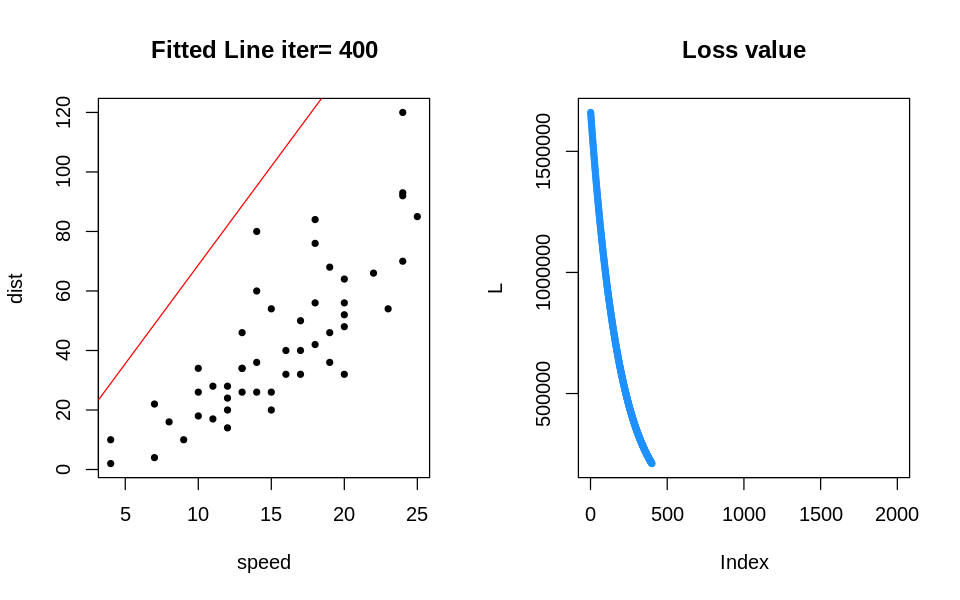 Fitted Line iter= 400
dist
0 20 40 60 80 100 120
5 10 15 20 25
speed
Loss value
L
500000 1000000 1500000
0 500 1000 1500 2000
Index